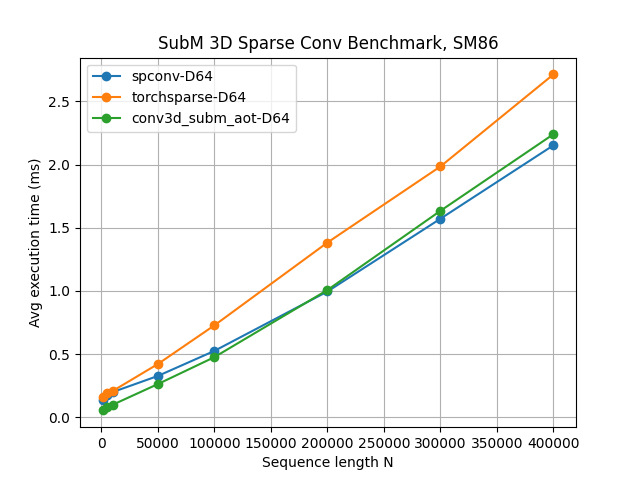 SubM 3D Sparse Conv Benchmark, SM86
spconv-D64
torchsparse-D64
conv3d_subm_aot-D64
Avg execution time (ms)
2.5
2.0
1.5
1.0
0.5
0.0
0 50000 100000 150000 200000 250000 300000 350000 400000
Sequence length N